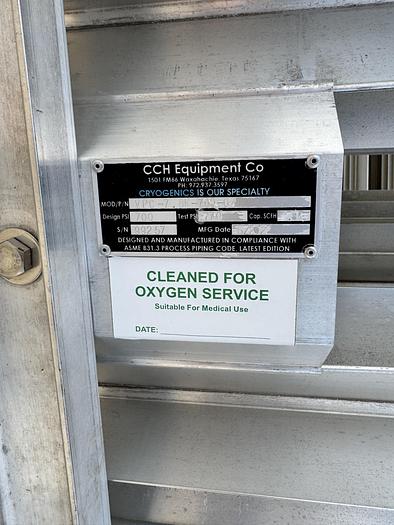 CCH Equipment Co
1501 FM66 Waxahachie, Texas 75167
PH: 972.937.3597
CRYOGENICS IS OUR SPECIALTY
MOD/P/N
Design PSI 700 Test PSI Cap. SCFH
S/N 99257 MFG Date
DESIGNED AND MANUFACTURED IN COMPLIANCE WITH
ASME B31.3 PROCESS PIPING CODE, LATEST EDITION
CLEANED FOR
OXYGEN SERVICE
Suitable For Medical Use
DATE: